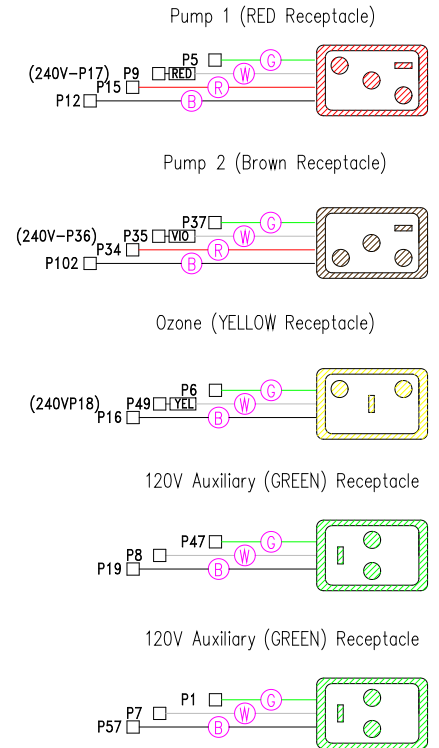 Pump 1 (RED Receptacle)
P5 G
(240V-P17) P9 RED W
P15 R
P12 B
Pump 2 (Brown Receptacle)
P37 G
(240V-P36) P35 VIO W
P34 R
P102 B
Ozone (YELLOW Receptacle)
P6 G
(240VP18) P49 YEL W
P16 B
120V Auxiliary (GREEN) Receptacle
P47 G
P8 W
P19 B
120V Auxiliary (GREEN) Receptacle
P1 G
P7 W
P57 B